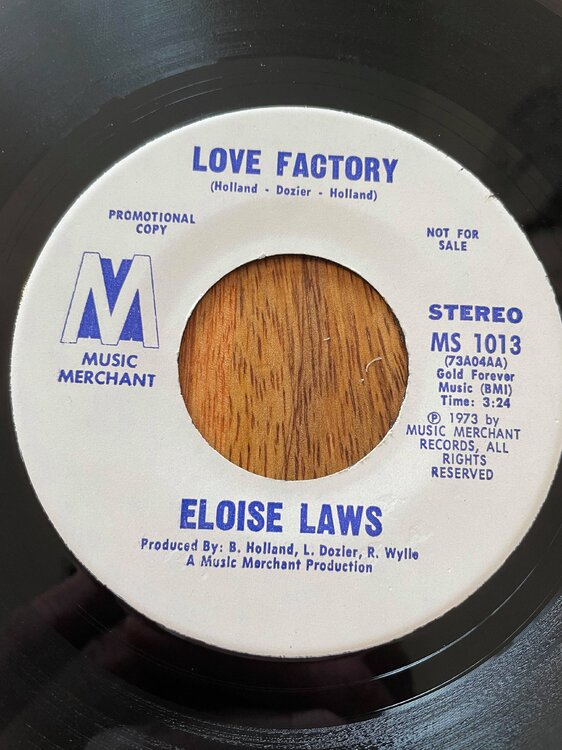 LOVE FACTORY
(Holland - Dozier - Holland)
PROMOTIONAL
COPY
NOT FOR
SALE
M
MUSIC
MERCHANT
STEREO
MS 1013
(73A04AA)
Gold Forever
Music (BMI)
Time: 3:24
℗ 1973 by
MUSIC MERCHANT
RECORDS, ALL
RIGHTS
RESERVED
ELOISE LAWS
Produced By: B. Holland, L. Dozier, R. Wylie
A Music Merchant Production